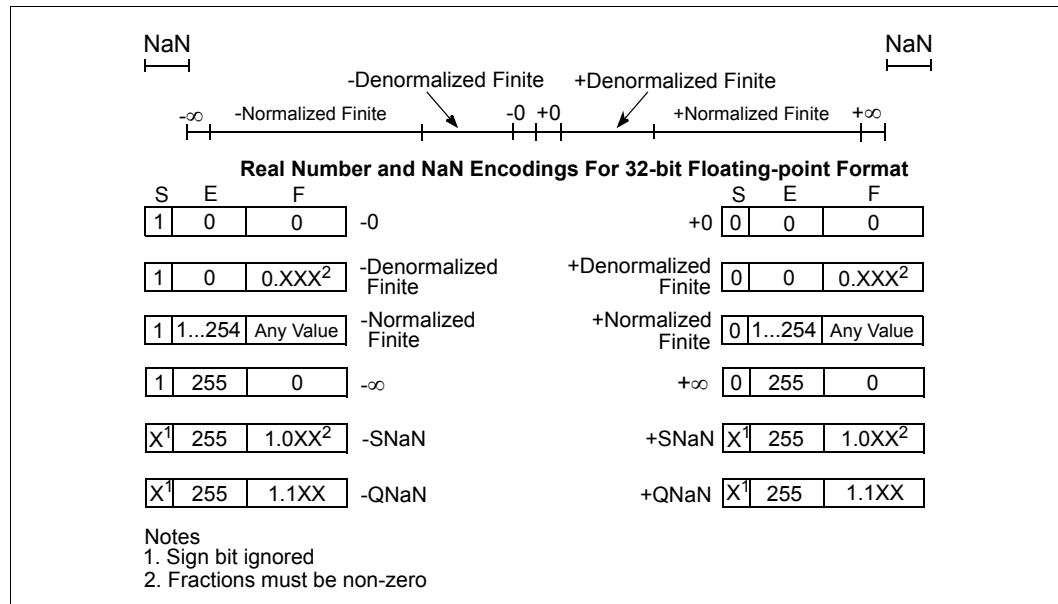 NaN NaN
-Denormalized Finite +Denormalized Finite
-∞ -Normalized Finite -0 +0 +Normalized Finite +∞
Real Number and NaN Encodings For 32-bit Floating-point Format
S E F S E F
1 0 0 -0 +0 0 0 0
1 0 0.XXX² -Denormalized Finite +Denormalized Finite 0 0 0.XXX²
1 1...254 Any Value -Normalized Finite +Normalized Finite 0 1...254 Any Value
1 255 0 -∞ +∞ 0 255 0
X¹ 255 1.0XX² -SNaN +SNaN X¹ 255 1.0XX²
X¹ 255 1.1XX -QNaN +QNaN X¹ 255 1.1XX
Notes
1. Sign bit ignored
2. Fractions must be non-zero